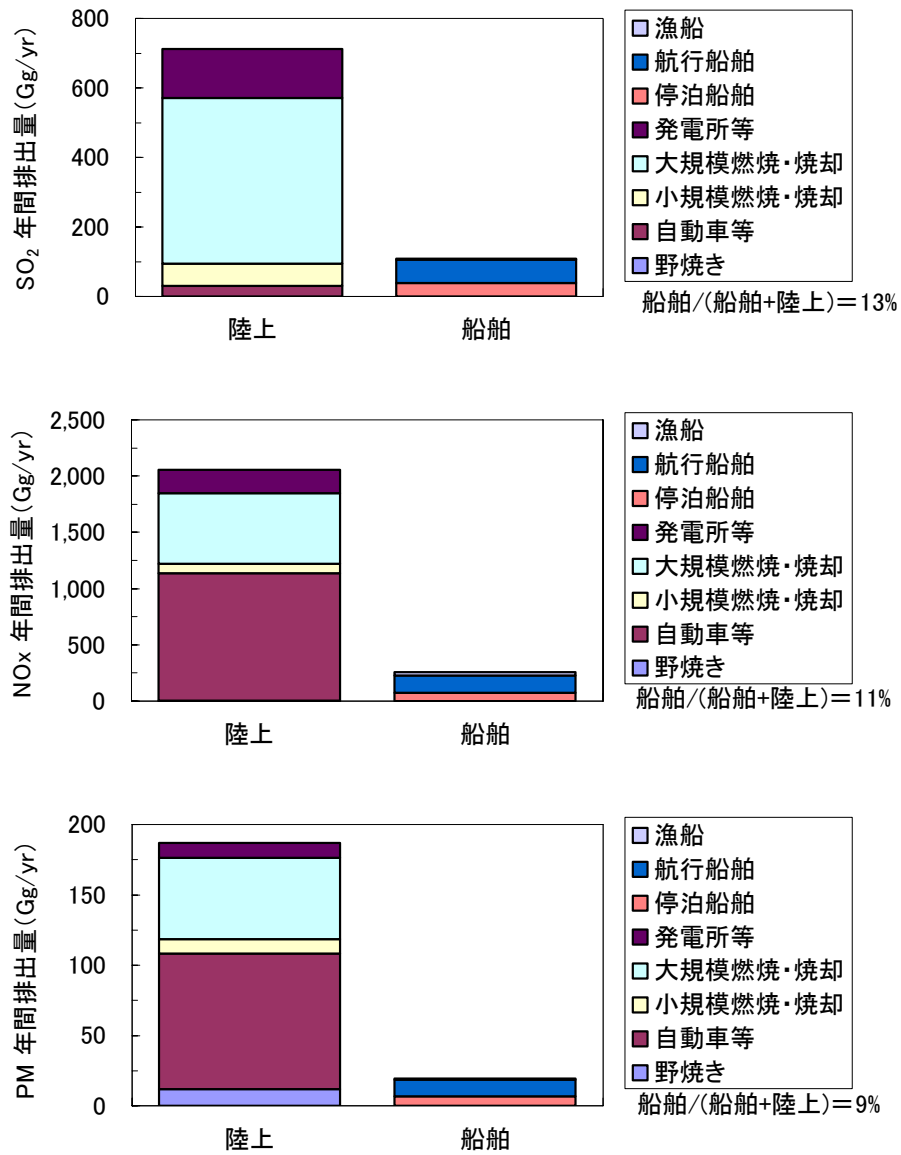 SO₂ 年間排出量(Gg/yr)
800
600
400
200
0
陸上
船舶
漁船
航行船舶
停泊船舶
発電所等
大規模燃焼・焼却
小規模燃焼・焼却
自動車等
野焼き
船舶/(船舶+陸上)=13%
NOx 年間排出量(Gg/yr)
2,500
2,000
1,500
1,000
500
0
陸上
船舶
漁船
航行船舶
停泊船舶
発電所等
大規模燃焼・焼却
小規模燃焼・焼却
自動車等
野焼き
船舶/(船舶+陸上)=11%
PM 年間排出量(Gg/yr)
200
150
100
50
0
陸上
船舶
漁船
航行船舶
停泊船舶
発電所等
大規模燃焼・焼却
小規模燃焼・焼却
自動車等
野焼き
船舶/(船舶+陸上)=9%